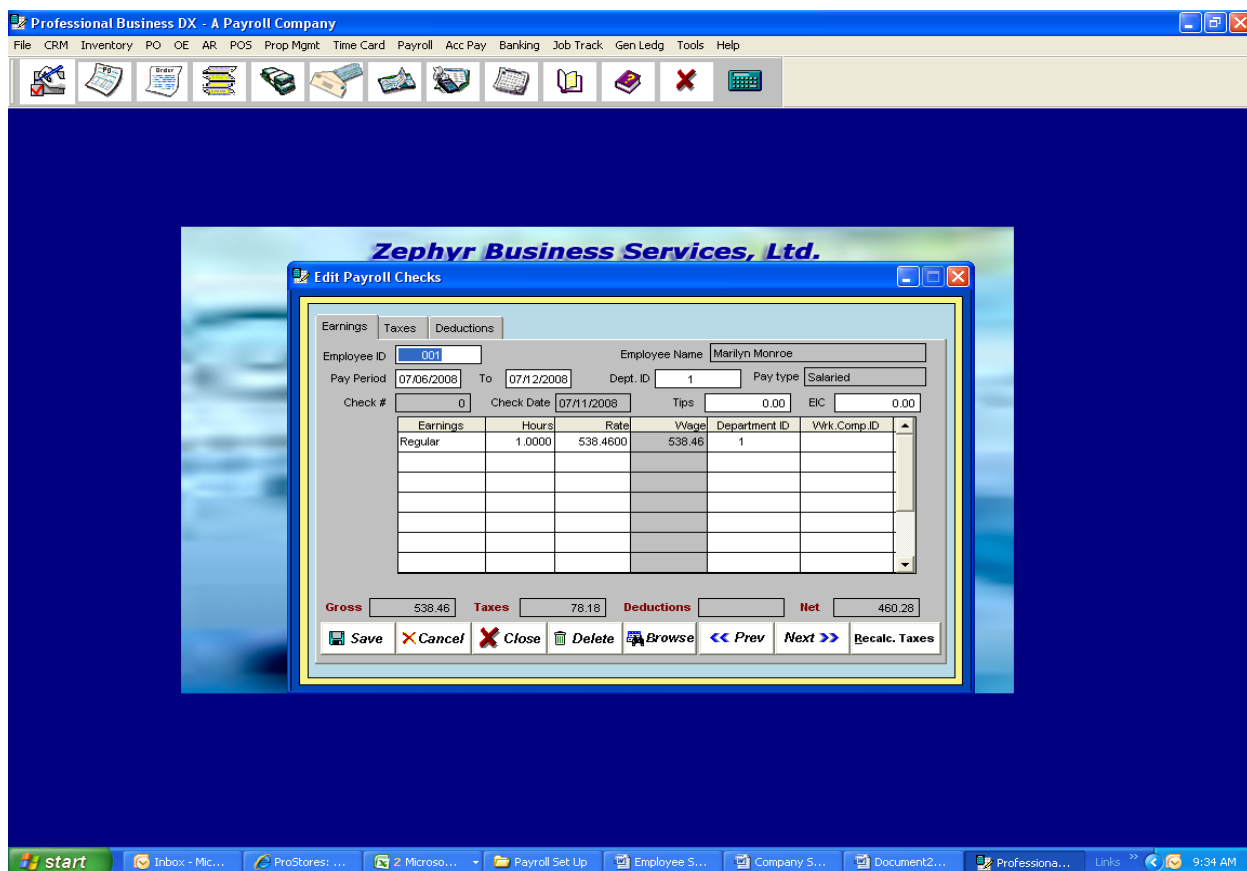 Professional Business DX - A Payroll Company
File CRM Inventory PO OE AR POS Prop Mgmt Time Card Payroll Acc Pay Banking Job Track Gen Ledg Tools Help
PO
Order
Zephyr Business Services, Ltd.
Edit Payroll Checks
Earnings Taxes Deductions
Employee ID 001 Employee Name Marilyn Monroe
Pay Period 07/06/2008 To 07/12/2008 Dept. ID 1 Pay type Salaried
Check # 0 Check Date 07/11/2008 Tips 0.00 EIC 0.00
Earnings Hours Rate Wage Department ID Wrk.Comp.ID
Regular 1.0000 538.4600 538.46 1
Gross 538.46 Taxes 78.18 Deductions Net 460.28
Save Cancel Close Delete Browse << Prev Next >> Recalc. Taxes
start Inbox - Mic... ProStores: ... 2 Microso... Payroll Set Up Employee S... Company S... Document2... Professiona... Links » 9:34 AM